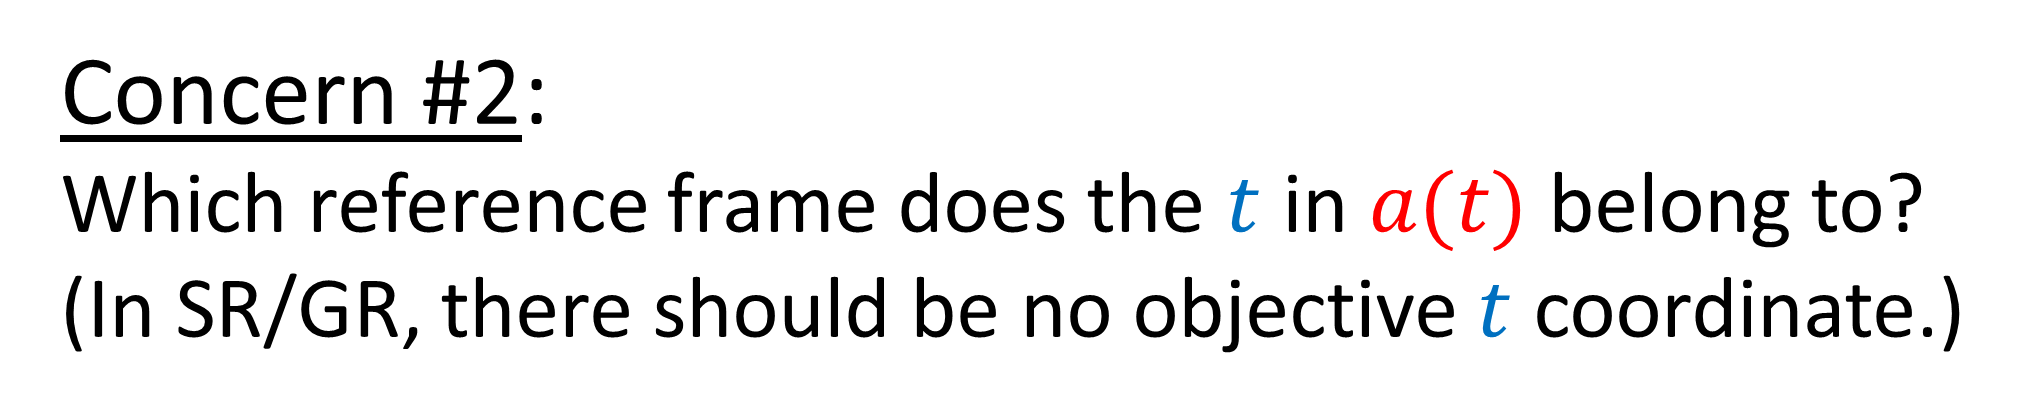 Concern #2:
Which reference frame does the t in a(t) belong to?
(In SR/GR, there should be no objective t coordinate.)